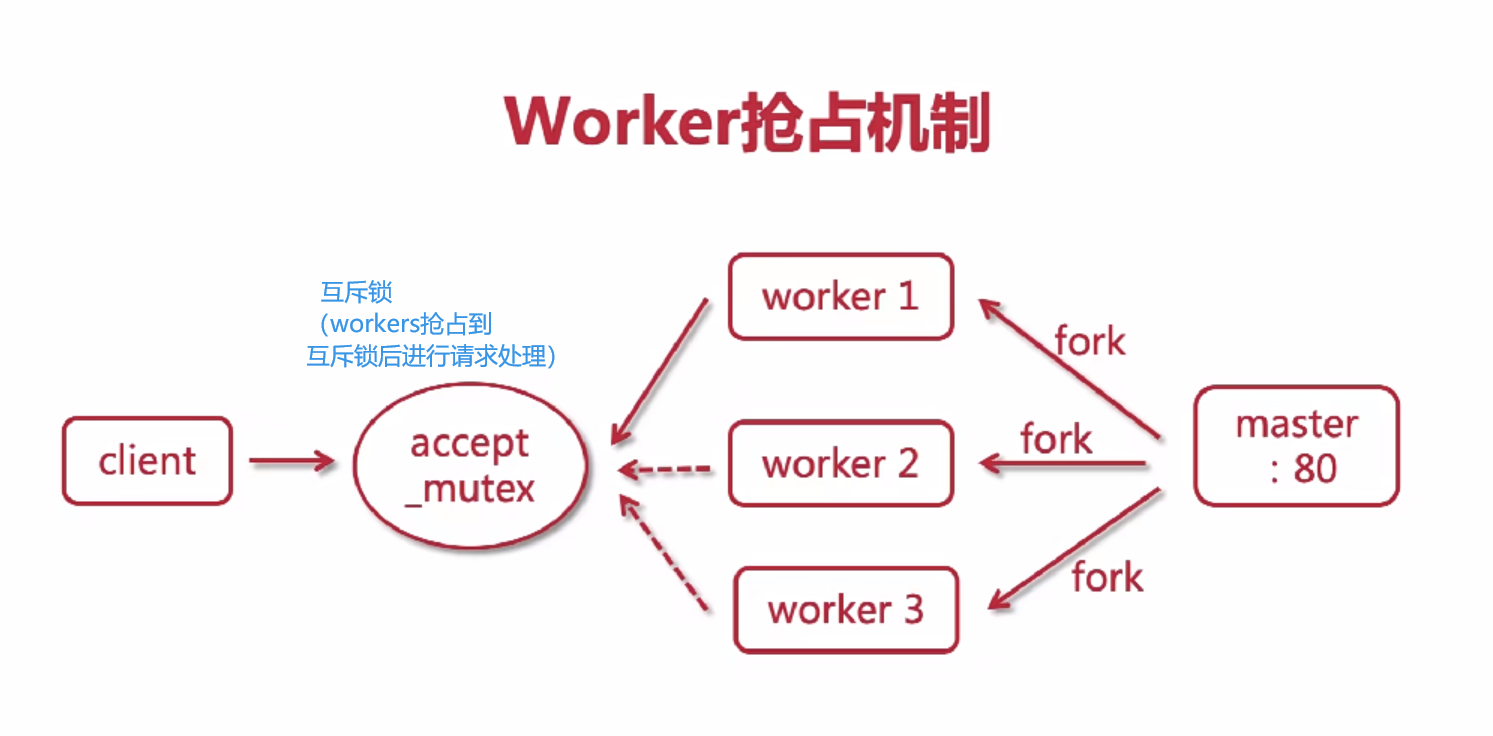 Worker抢占机制
互斥锁
（workers抢占到
互斥锁后进行请求处理）
client
accept
_mutex
worker 1
worker 2
worker 3
fork
fork
fork
master
：80